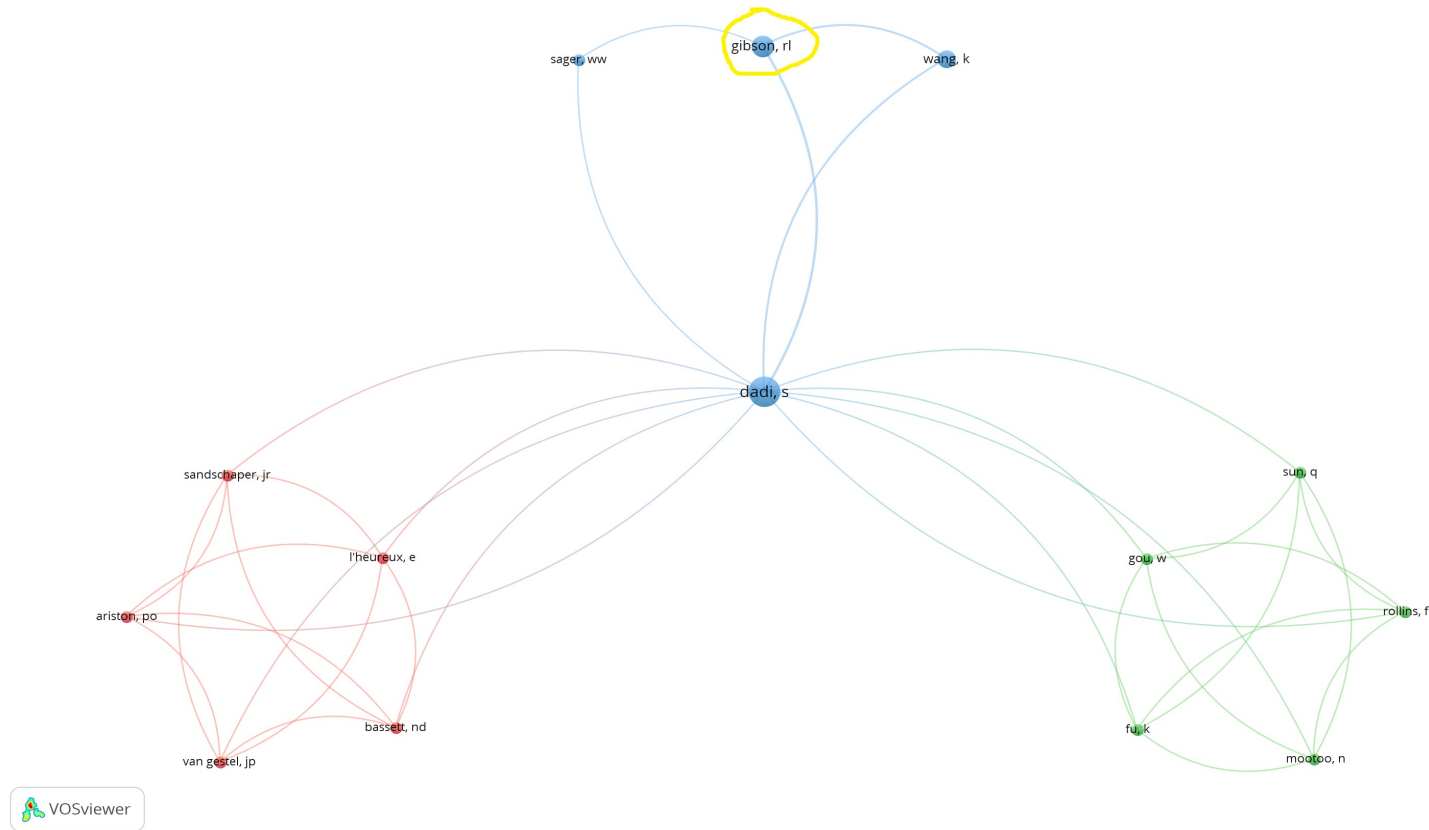 gibson, rl
sager, ww
wang, k
dadi, s
sandschaper, jr
sun, q
l'heureux, e
gou, w
ariston, po
rollins, f
bassett, nd
fu, k
van gestel, jp
mootoo, n
VOSviewer